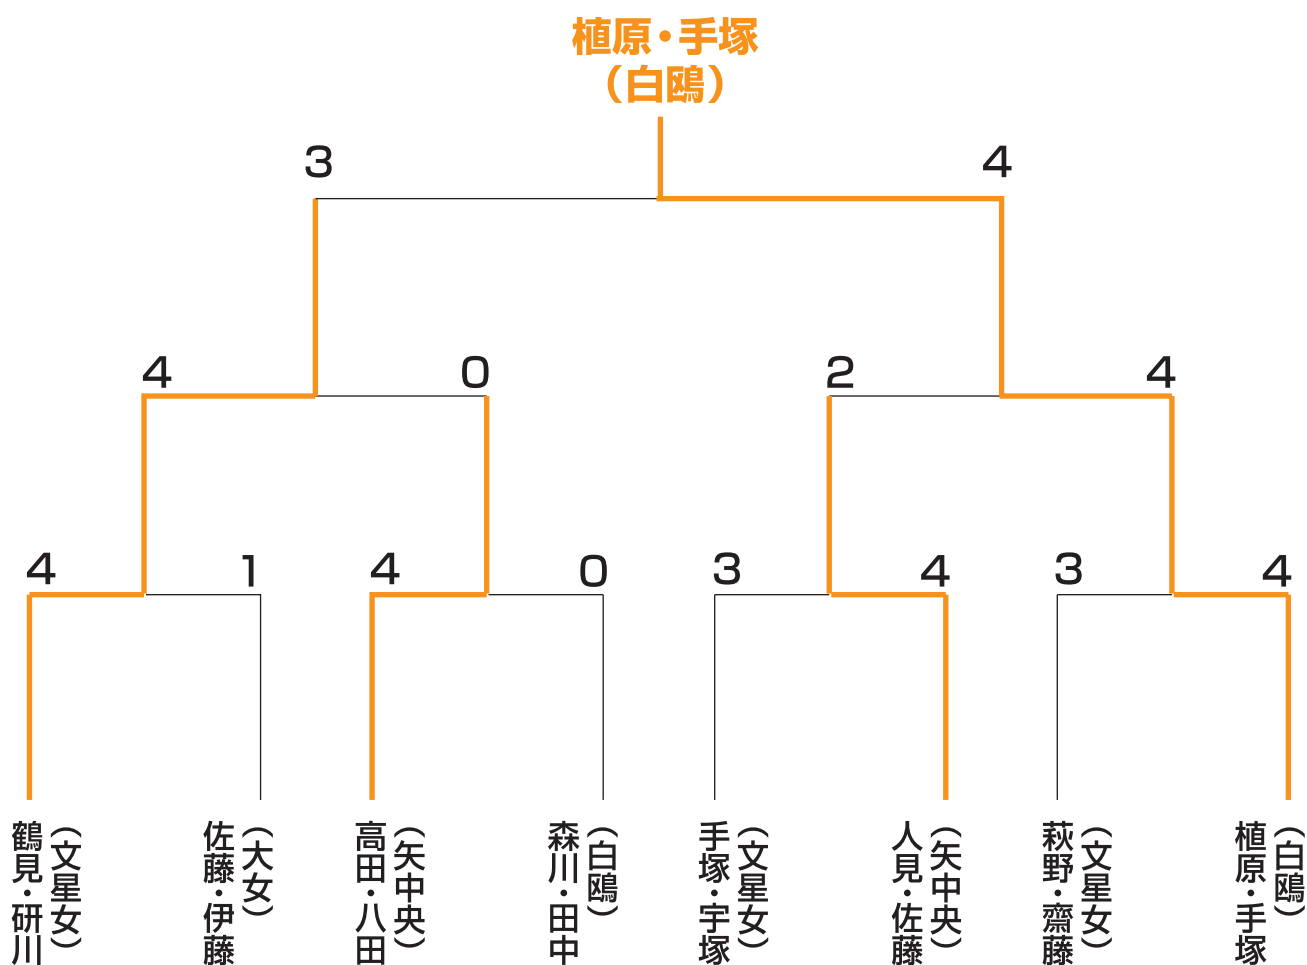 植原・手塚
（白鴎）
3
4
4
0
2
4
4
1
4
0
3
4
3
4
鶴見・研川
（文星女）
佐藤・伊藤
（大女）
高田・八田
（矢中央）
森川・田中
（白鴎）
手塚・宇塚
（文星女）
人見・佐藤
（矢中央）
萩野・齋藤
（文星女）
植原・手塚
（白鴎）